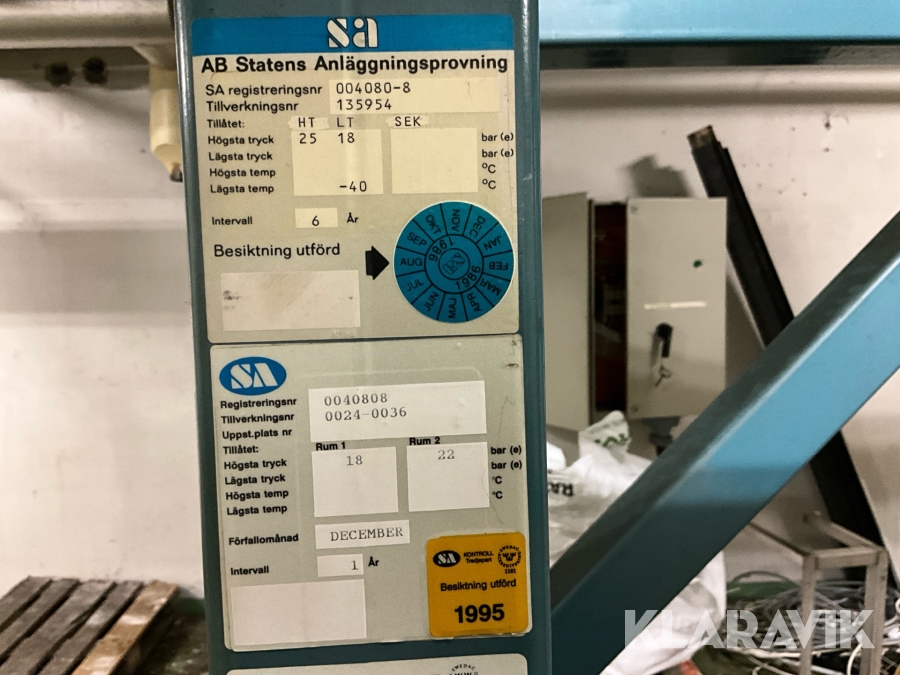 sa
AB Statens Anläggningsprovning
SA registreringsnr 004080-8
Tillverkningsnr 135954
Tillåtet: HT LT SEK
Högsta tryck 25 18 bar (e)
Lägsta tryck bar (e)
Högsta temp °C
Lägsta temp -40 °C
Intervall 6 År
Besiktning utförd
JAN FEB MAR APR MAJ JUN JUL AUG SEP OKT NOV DEC
1986
1986
SA
SA
Registreringsnr 0040808
Tillverkningsnr 0024-0036
Uppst.plats nr
Tillåtet: Rum 1 Rum 2
Högsta tryck 18 22 bar (e)
Lägsta tryck bar (e)
Högsta temp °C
Lägsta temp °C
Förfallomånad DECEMBER
Intervall 1 År
SA KONTROLL
Tredjepart
Besiktning utförd
1995
SWEDAC
KLARAVIK